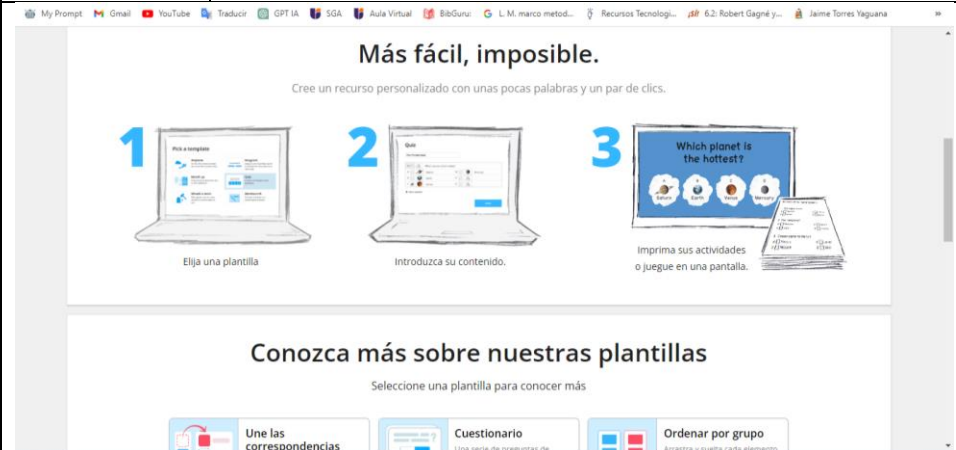 My Prompt Gmail YouTube Traducir GPT IA SGA Aula Virtual BibGuru: L. M. marco metod... Recursos Tecnologi... 6.2: Robert Gagné y... Jaime Torres Yaguana »
Más fácil, imposible.
Cree un recurso personalizado con unas pocas palabras y un par de clics.
1
Pick a template
2
Quiz
3
Which planet is
the hottest?
Saturn Earth Venus Mercury
Elija una plantilla
Introduzca su contenido.
Imprima sus actividades
o juegue en una pantalla.
Conozca más sobre nuestras plantillas
Seleccione una plantilla para conocer más
Une las
correspondencias
Cuestionario
Una serie de preguntas de
Ordenar por grupo
Arrastra y suelta cada elemento